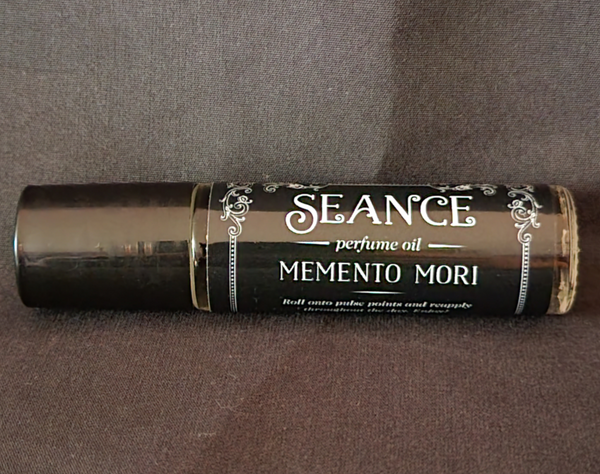 SEANCE
perfume oil
MEMENTO MORI
Roll onto pulse points and reapply
throughout the day. Enjoy!